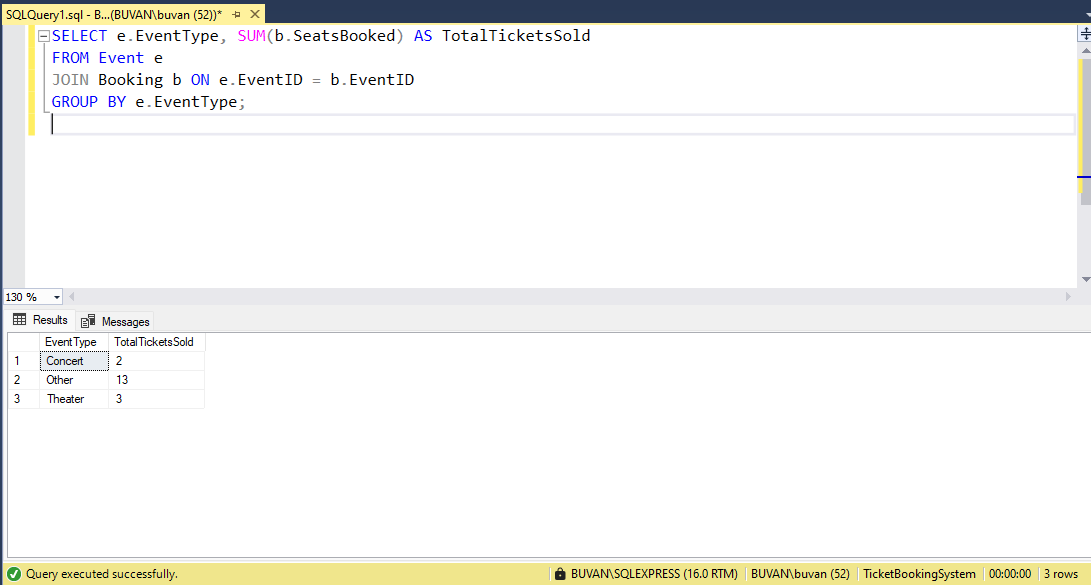 SQLQuery1.sql - B...(BUVAN\buvan (52))*
SELECT e.EventType, SUM(b.SeatsBooked) AS TotalTicketsSold
FROM Event e
JOIN Booking b ON e.EventID = b.EventID
GROUP BY e.EventType;
130 %
Results Messages
EventType TotalTicketsSold
1 Concert 2
2 Other 13
3 Theater 3
Query executed successfully. BUVAN\SQLEXPRESS (16.0 RTM) BUVAN\buvan (52) TicketBookingSystem 00:00:00 3 rows